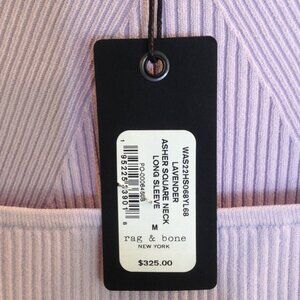 WAS22HS068YL68
LAVENDER
ASHER SQUARE NECK
LONG SLEEVE
M
rag & bone
NEW YORK
$325.00